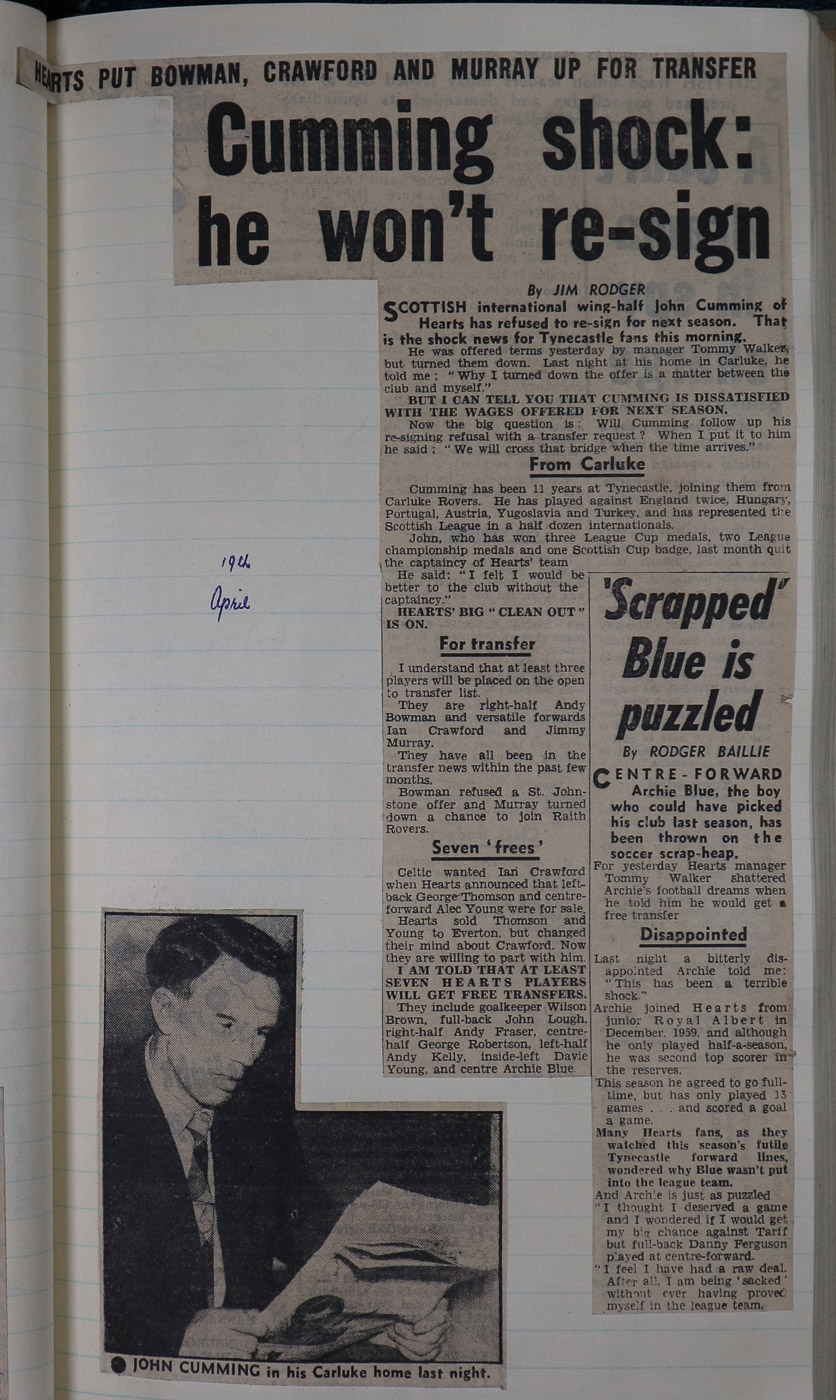 HEARTS PUT BOWMAN, CRAWFORD AND MURRAY UP FOR TRANSFER
Cumming shock:
he won't re-sign
By JIM RODGER
SCOTTISH international wing-half John Cumming of
Hearts has refused to re-sign for next season. That
is the shock news for Tynecastle fans this morning.
He was offered terms yesterday by manager Tommy Walker,
but turned them down. Last night at his home in Carluke, he
told me: "Why I turned down the offer is a matter between the
club and myself."
BUT I CAN TELL YOU THAT CUMMING IS DISSATISFIED
WITH THE WAGES OFFERED FOR NEXT SEASON.
Now the big question is: Will Cumming follow up his
re-signing refusal with a transfer request? When I put it to him
he said: "We will cross that bridge when the time arrives."
From Carluke
Cumming has been 11 years at Tynecastle, joining them from
Carluke Rovers. He has played against England twice, Hungary,
Portugal, Austria, Yugoslavia and Turkey, and has represented the
Scottish League in a half dozen internationals.
John, who has won three League Cup medals, two League
championship medals and one Scottish Cup badge, last month quit
the captaincy of Hearts' team
He said: "I felt I would be
better to the club without the
captaincy."
HEARTS' BIG "CLEAN OUT"
IS ON.
For transfer
I understand that at least three
players will be placed on the open
to transfer list.
They are right-half Andy
Bowman and versatile forwards
Ian Crawford and Jimmy
Murray.
They have all been in the
transfer news within the past few
months.
Bowman refused a St. John-
stone offer and Murray turned
down a chance to join Raith
Rovers.
Seven 'frees'
Celtic wanted Ian Crawford
when Hearts announced that left-
back George Thomson and centre-
forward Alec Young were for sale.
Hearts sold Thomson and
Young to Everton, but changed
their mind about Crawford. Now
they are willing to part with him.
I AM TOLD THAT AT LEAST
SEVEN HEARTS PLAYERS
WILL GET FREE TRANSFERS.
They include goalkeeper Wilson
Brown, full-back John Lough,
right-half Andy Fraser, centre-
half George Robertson, left-half
Andy Kelly, inside-left Davie
Young, and centre Archie Blue
19th
April
'Scrapped'
Blue is
puzzled
By RODGER BAILLIE
CENTRE-FORWARD
Archie Blue, the boy
who could have picked
his club last season, has
been thrown on the
soccer scrap-heap.
For yesterday Hearts manager
Tommy Walker shattered
Archie's football dreams when
he told him he would get a
free transfer
Disappointed
Last night a bitterly dis-
appointed Archie told me:
"This has been a terrible
shock."
Archie joined Hearts from
junior Royal Albert in
December, 1959, and although
he only played half-a-season,
he was second top scorer in
the reserves.
This season he agreed to go full-
time, but has only played 13
games . . . and scored a goal
a game.
Many Hearts fans, as they
watched this season's futile
Tynecastle forward lines,
wondered why Blue wasn't put
into the league team.
And Archie is just as puzzled
"I thought I deserved a game
and I wondered if I would get
my big chance against Tarif
but full-back Danny Ferguson
played at centre-forward.
"I feel I have had a raw deal.
After all, I am being 'sacked'
without ever having proved
myself in the league team.
JOHN CUMMING in his Carluke home last night.